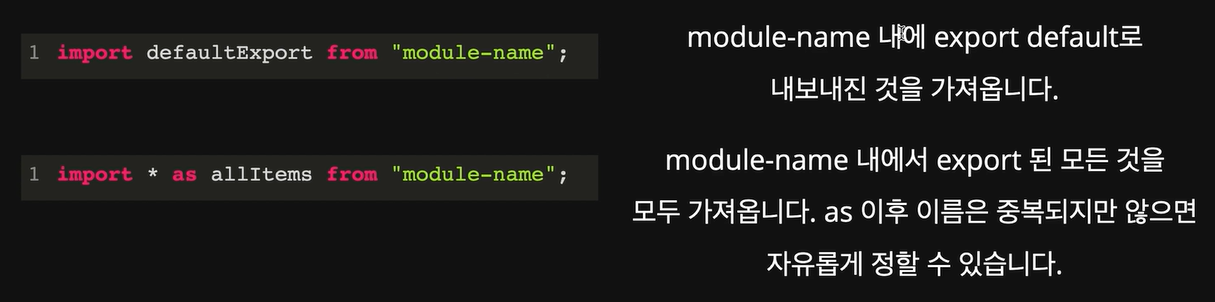 1 import defaultExport from "module-name";
module-name 내에 export default로
내보내진 것을 가져옵니다.
1 import * as allItems from "module-name";
module-name 내에서 export 된 모든 것을
모두 가져옵니다. as 이후 이름은 중복되지만 않으면
자유롭게 정할 수 있습니다.